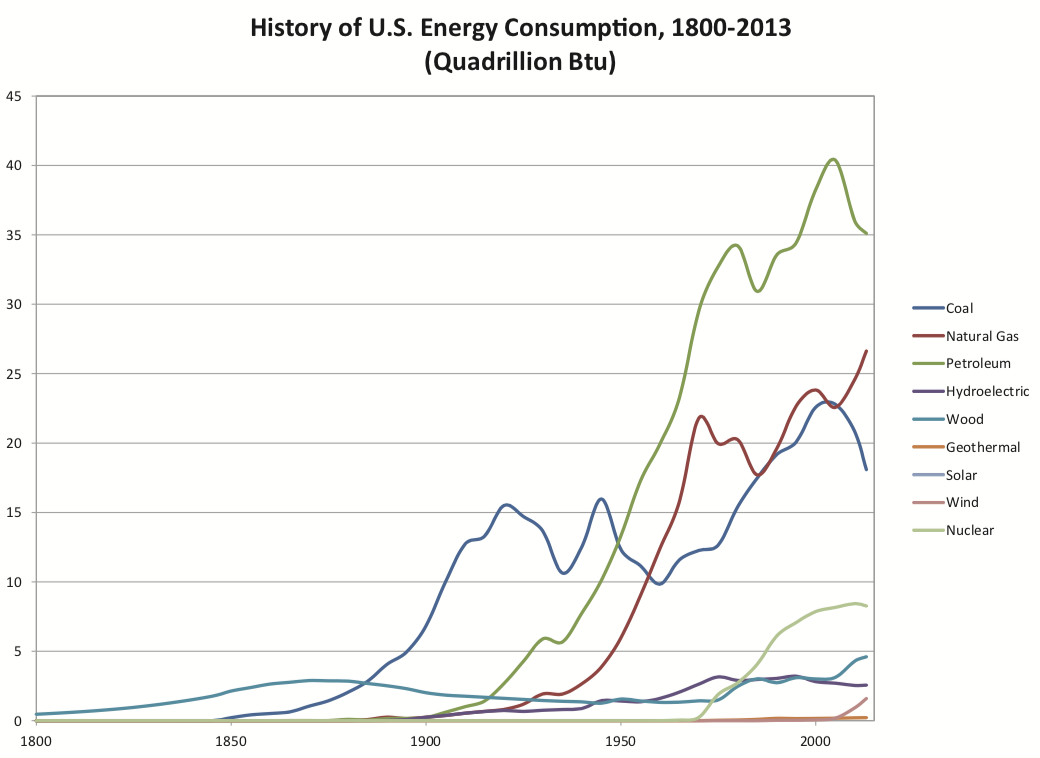 History of U.S. Energy Consumption, 1800-2013
(Quadrillion Btu)
45
40
35
30
25
20
15
10
5
0
1800 1850 1900 1950 2000
Coal
Natural Gas
Petroleum
Hydroelectric
Wood
Geothermal
Solar
Wind
Nuclear